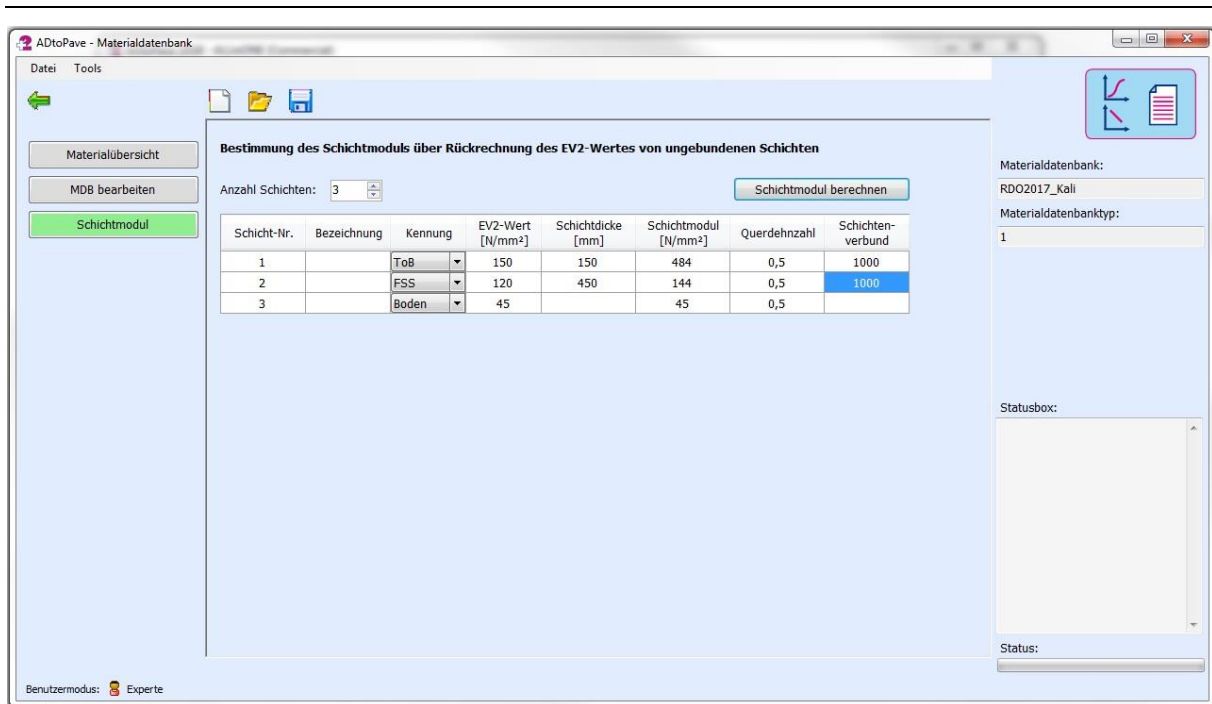 ADtoPave - Materialdatenbank
Datei Tools
Materialübersicht
MDB bearbeiten
Schichtmodul
Bestimmung des Schichtmoduls über Rückrechnung des EV2-Wertes von ungebundenen Schichten
Anzahl Schichten: 3 Schichtmodul berechnen
Schicht-Nr. Bezeichnung Kennung EV2-Wert [N/mm²] Schichtdicke [mm] Schichtmodul [N/mm²] Querdehnzahl Schichten-verbund
1 ToB 150 150 484 0,5 1000
2 FSS 120 450 144 0,5 1000
3 Boden 45 45 0,5
Materialdatenbank:
RDO2017_Kali
Materialdatenbanktyp:
1
Statusbox:
Status:
Benutzermodus: Experte